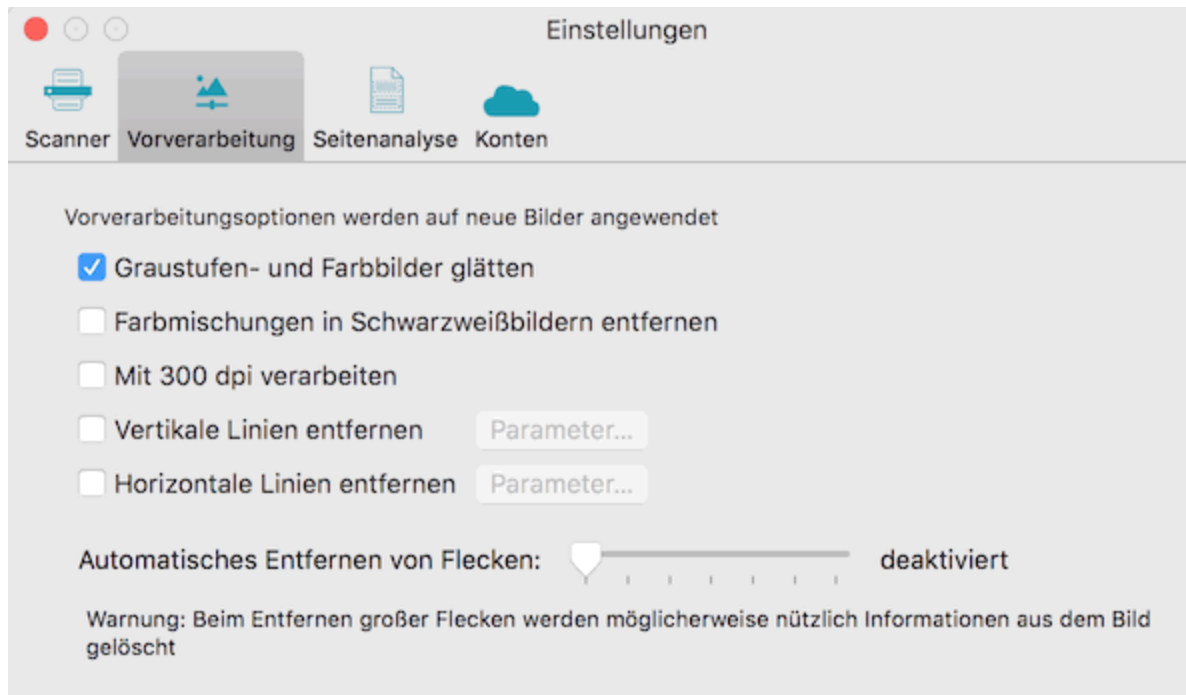 Einstellungen
Scanner Vorverarbeitung Seitenanalyse Konten
Vorverarbeitungsoptionen werden auf neue Bilder angewendet
Graustufen- und Farbbilder glätten
Farbmischungen in Schwarzweißbildern entfernen
Mit 300 dpi verarbeiten
Vertikale Linien entfernen Parameter...
Horizontale Linien entfernen Parameter...
Automatisches Entfernen von Flecken: deaktiviert
Warnung: Beim Entfernen großer Flecken werden möglicherweise nützlich Informationen aus dem Bild
gelöscht